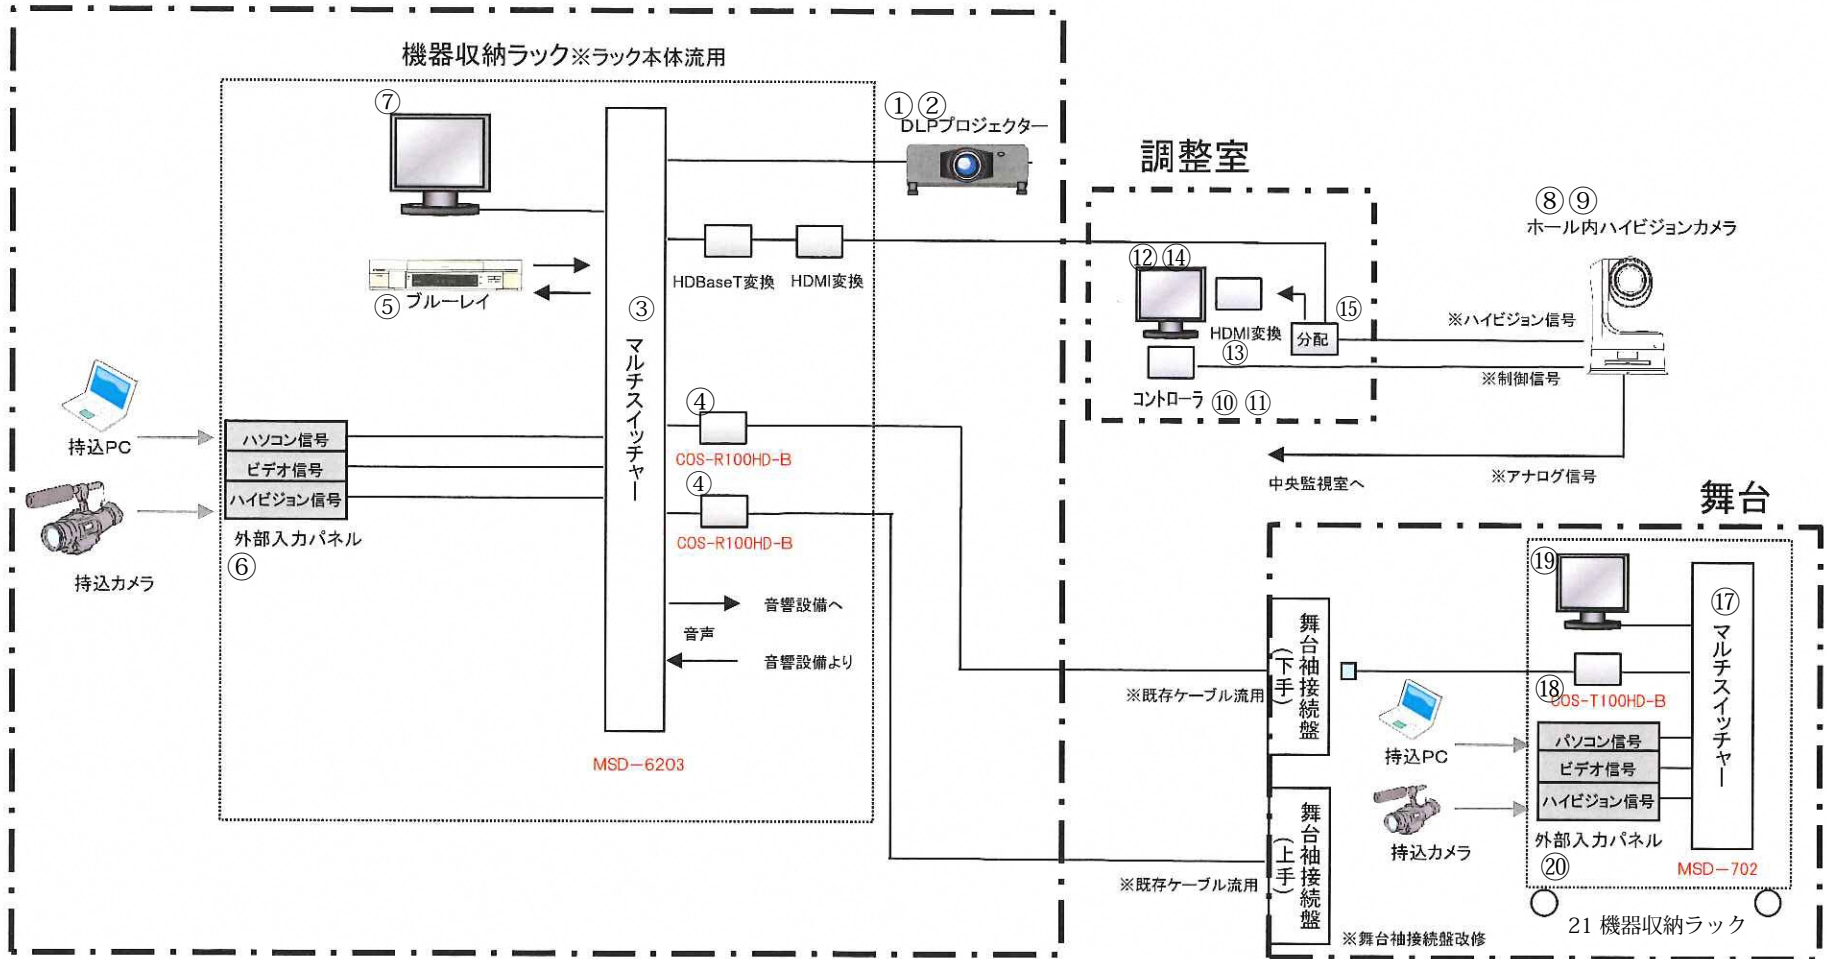 機器収納ラック※ラック本体流用
⑦
① ②
DLPプロジェクター
HDBaseT変換
HDMI変換
⑤ ブルーレイ
③
マルチスイッチャー
持込PC
ハソコン信号
ビデオ信号
ハイビジョン信号
外部入力パネル
⑥
持込カメラ
④
COS-R100HD-B
④
COS-R100HD-B
音響設備へ
音声
音響設備より
MSD-6203
調整室
⑫ ⑭
HDMI変換
⑬
⑮
分配
コントローラ ⑩ ⑪
⑧ ⑨
ホール内ハイビジョンカメラ
※ハイビジョン信号
※制御信号
中央監視室へ
※アナログ信号
舞台
※既存ケーブル流用
舞台袖接続盤
(下手)
※既存ケーブル流用
舞台袖接続盤
(上手)
※舞台袖接続盤改修
⑲
⑰
マルチスイッチャー
⑱
COS-T100HD-B
持込PC
パソコン信号
ビデオ信号
ハイビジョン信号
持込カメラ
外部入力パネル
⑳
MSD-702
21 機器収納ラック